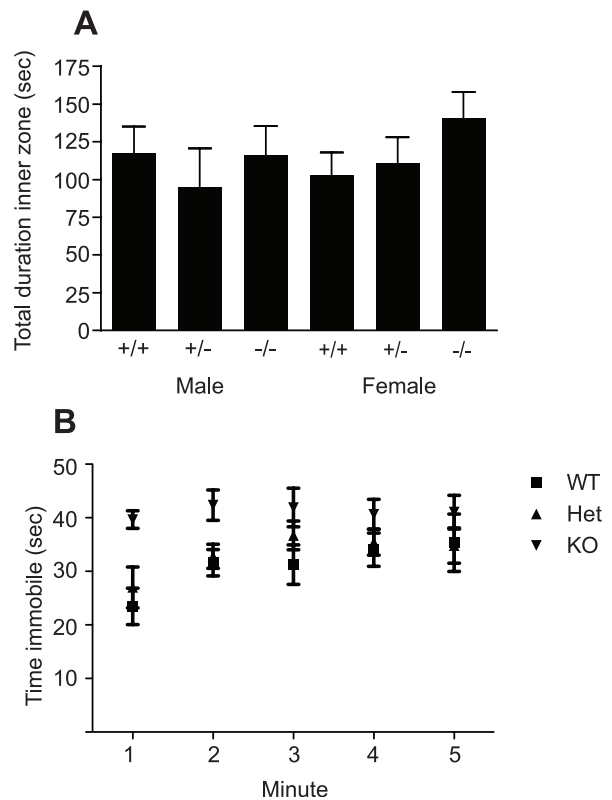 A
Total duration inner zone (sec)
175
150
125
100
75
50
25
0
+/+ +/- -/- +/+ +/- -/-
Male Female
B
Time immobile (sec)
50
40
30
20
10
1 2 3 4 5
Minute
WT
Het
KO